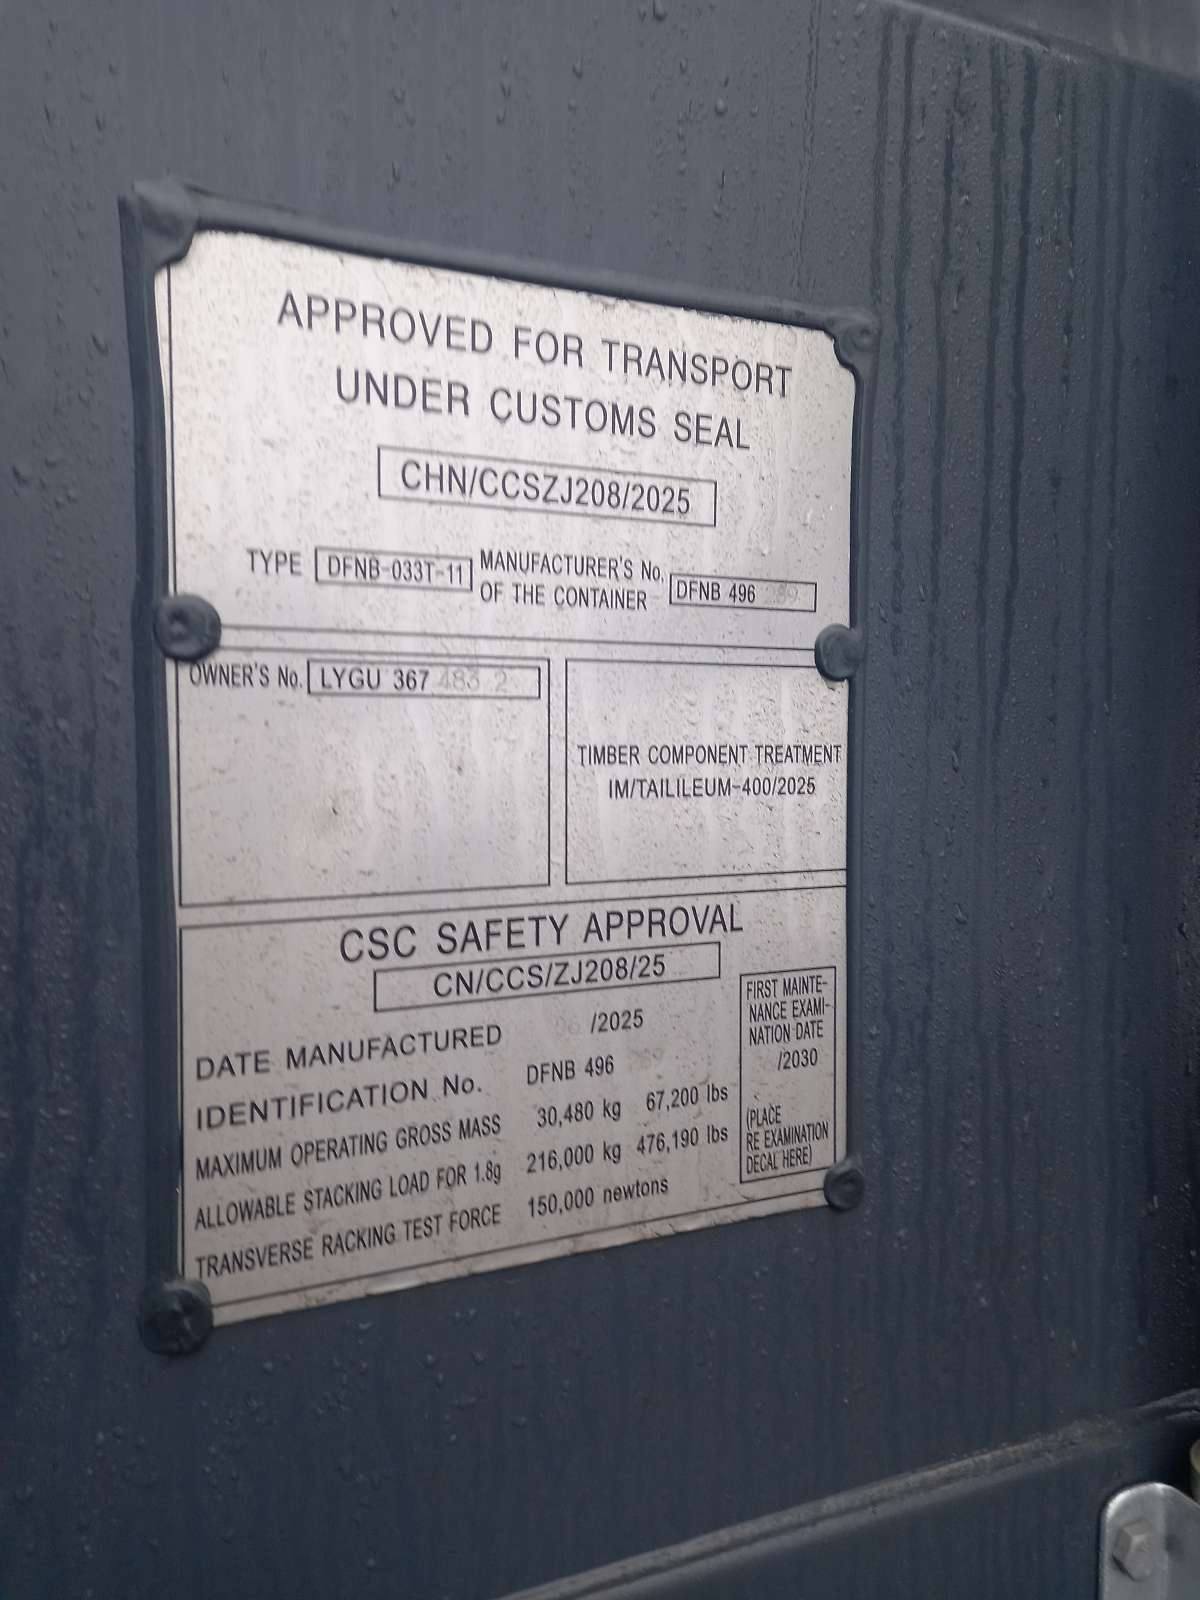 APPROVED FOR TRANSPORT
UNDER CUSTOMS SEAL
CHN/CCSZJ208/2025
TYPE DFNB-033T-11 MANUFACTURER'S No. OF THE CONTAINER DFNB 496
OWNER'S No. LYGU 367 483 2
TIMBER COMPONENT TREATMENT
IM/TAILILEUM-400/2025
CSC SAFETY APPROVAL
CN/CCS/ZJ208/25
DATE MANUFACTURED /2025
IDENTIFICATION No. DFNB 496
MAXIMUM OPERATING GROSS MASS 30,480 kg 67,200 lbs
ALLOWABLE STACKING LOAD FOR 1.8g 216,000 kg 476,190 lbs
TRANSVERSE RACKING TEST FORCE 150,000 newtons
FIRST MAINTE-
NANCE EXAMI-
NATION DATE
/2030
(PLACE
RE EXAMINATION
DECAL HERE)